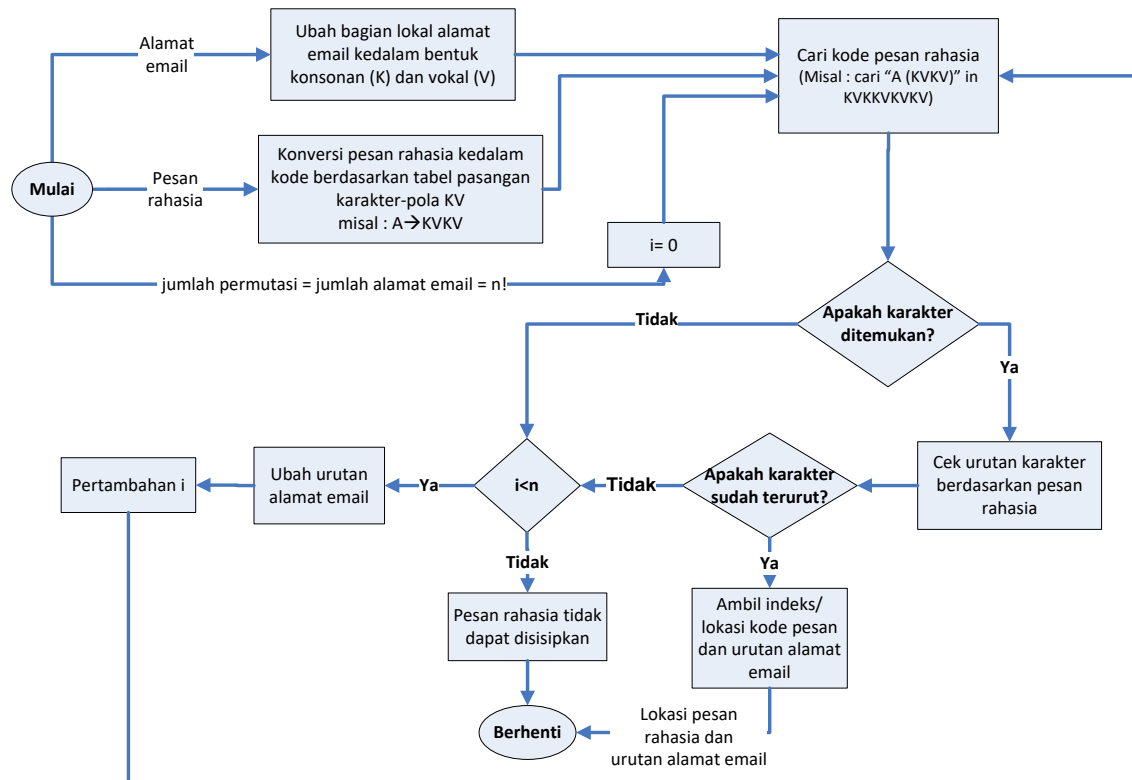 Alamat
email
Ubah bagian lokal alamat
email kedalam bentuk
konsonan (K) dan vokal (V)
Cari kode pesan rahasia
(Misal : cari “A (KVKV)” in
KVKKVKVKV)
Mulai
Pesan
rahasia
Konversi pesan rahasia kedalam
kode berdasarkan tabel pasangan
karakter-pola KV
misal : A→KVKV
i= 0
jumlah permutasi = jumlah alamat email = n!
Tidak
Apakah karakter
ditemukan?
Ya
Pertambahan i
Ubah urutan
alamat email
Ya
i<n
Tidak
Apakah karakter
sudah terurut?
Cek urutan karakter
berdasarkan pesan
rahasia
Tidak
Ya
Pesan rahasia tidak
dapat disisipkan
Ambil indeks/
lokasi kode pesan
dan urutan alamat
email
Berhenti
Lokasi pesan
rahasia dan
urutan alamat email